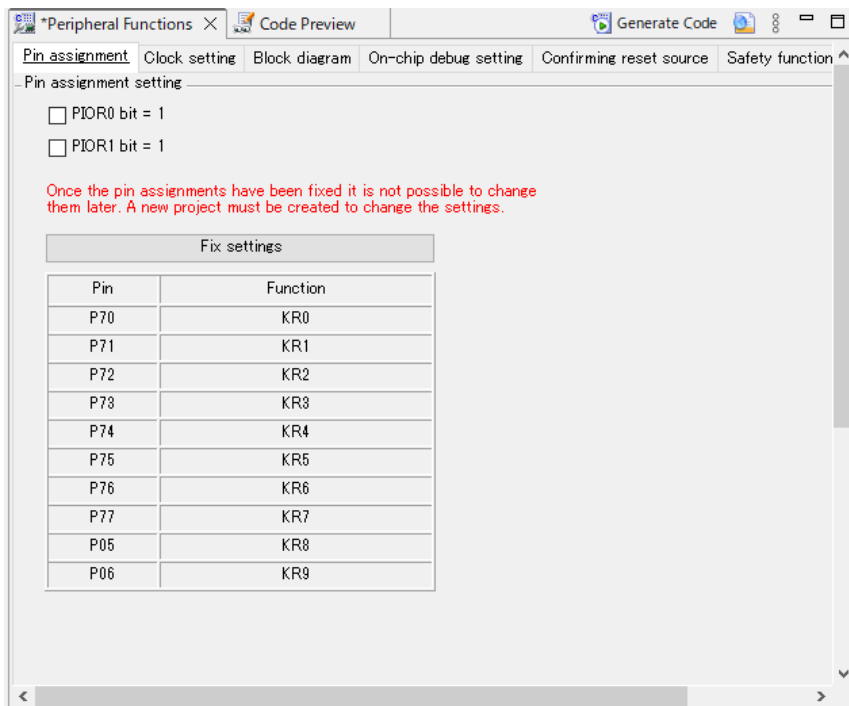 *Peripheral Functions Code Preview Generate Code
Pin assignment Clock setting Block diagram On-chip debug setting Confirming reset source Safety function
Pin assignment setting
PIOR0 bit = 1
PIOR1 bit = 1
Once the pin assignments have been fixed it is not possible to change
them later. A new project must be created to change the settings.
Fix settings
Pin Function
P70 KR0
P71 KR1
P72 KR2
P73 KR3
P74 KR4
P75 KR5
P76 KR6
P77 KR7
P05 KR8
P06 KR9